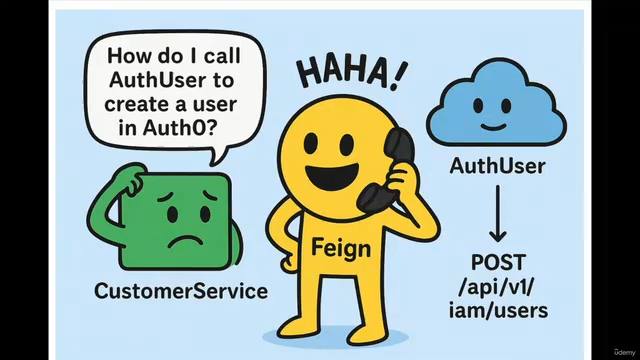 How do I call
AuthUser to
create a user
in Auth0?
HAHA!
AuthUser
Feign
CustomerService
POST
/api/v1/
iam/users
udemy